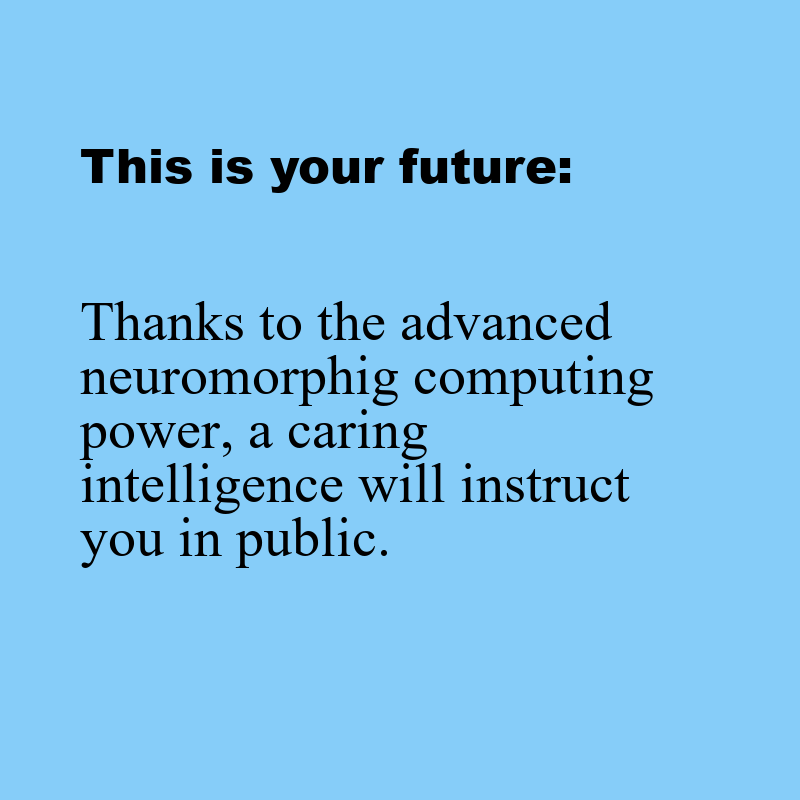 This is your future:
Thanks to the advanced
neuromorphig computing
power, a caring
intelligence will instruct
you in public.